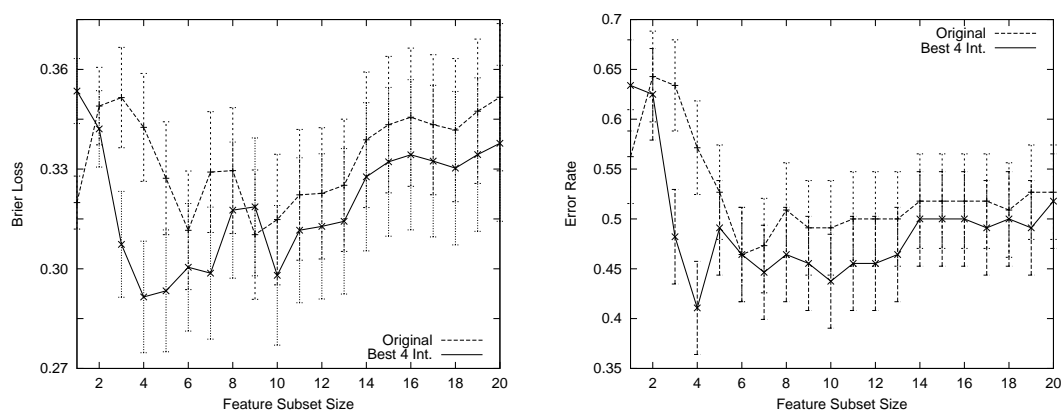 0.36
0.33
0.30
0.27
Brier Loss
2 4 6 8 10 12 14 16 18 20
Feature Subset Size
Original
Best 4 Int.
0.7
0.65
0.6
0.55
0.5
0.45
0.4
0.35
Error Rate
2 4 6 8 10 12 14 16 18 20
Feature Subset Size
Original
Best 4 Int.